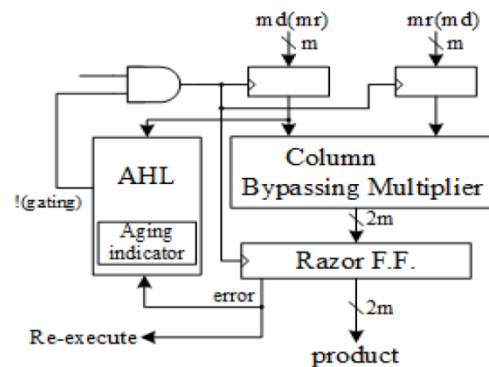 md(mr)
mr(md)
m
m
AHL
Column
Bypassing Multiplier
!(gating)
Aging
indicator
2m
Razor F.F.
error
2m
Re-execute
product